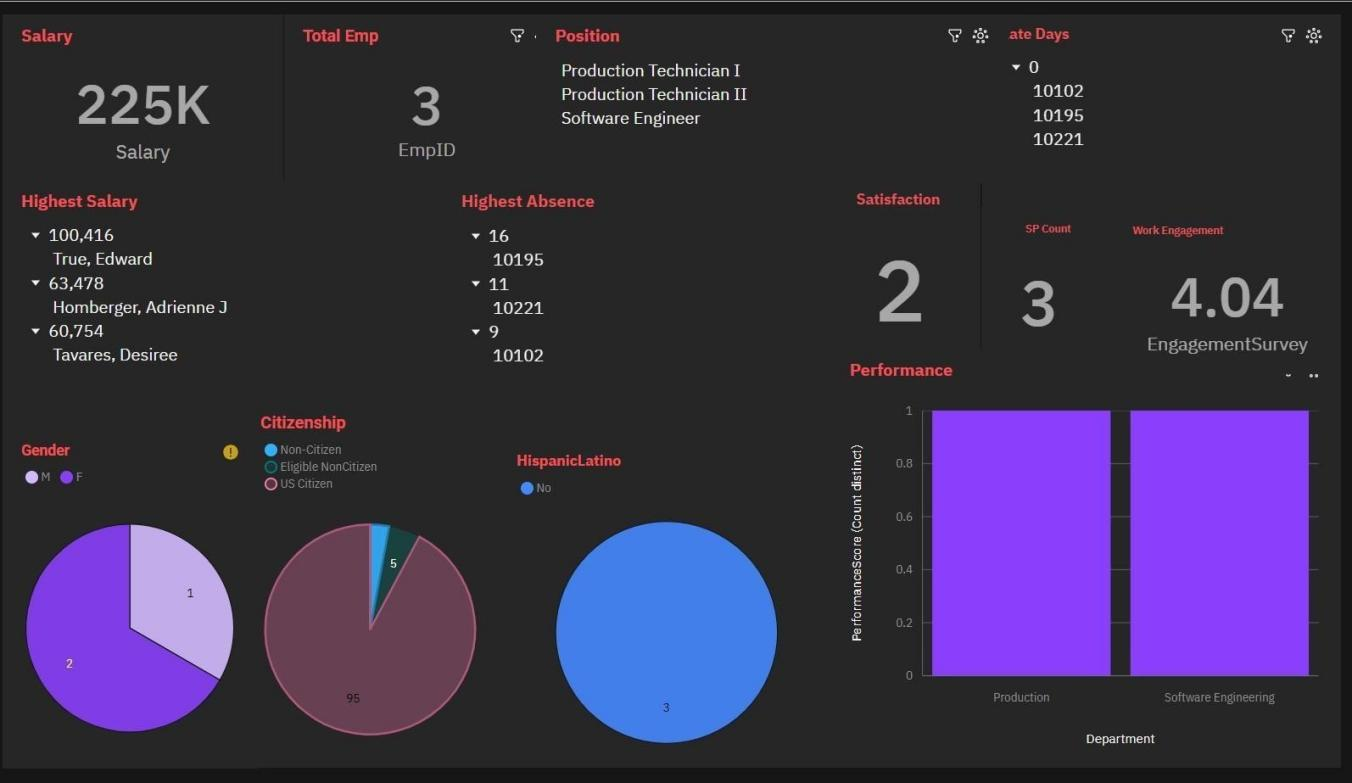 Salary
225K
Salary
Total Emp
3
EmpID
Position
Production Technician I
Production Technician II
Software Engineer
ate Days
0
10102
10195
10221
Highest Salary
100,416
True, Edward
63,478
Homberger, Adrienne J
60,754
Tavares, Desiree
Highest Absence
16
10195
11
10221
9
10102
Satisfaction
2
SP Count
3
Work Engagement
4.04
EngagementSurvey
Gender
!
M F
1
2
Citizenship
Non-Citizen
Eligible NonCitizen
US Citizen
5
95
HispanicLatino
No
3
Performance
PerformanceScore (Count distinct)
1
0.8
0.6
0.4
0.2
0
Production
Software Engineering
Department